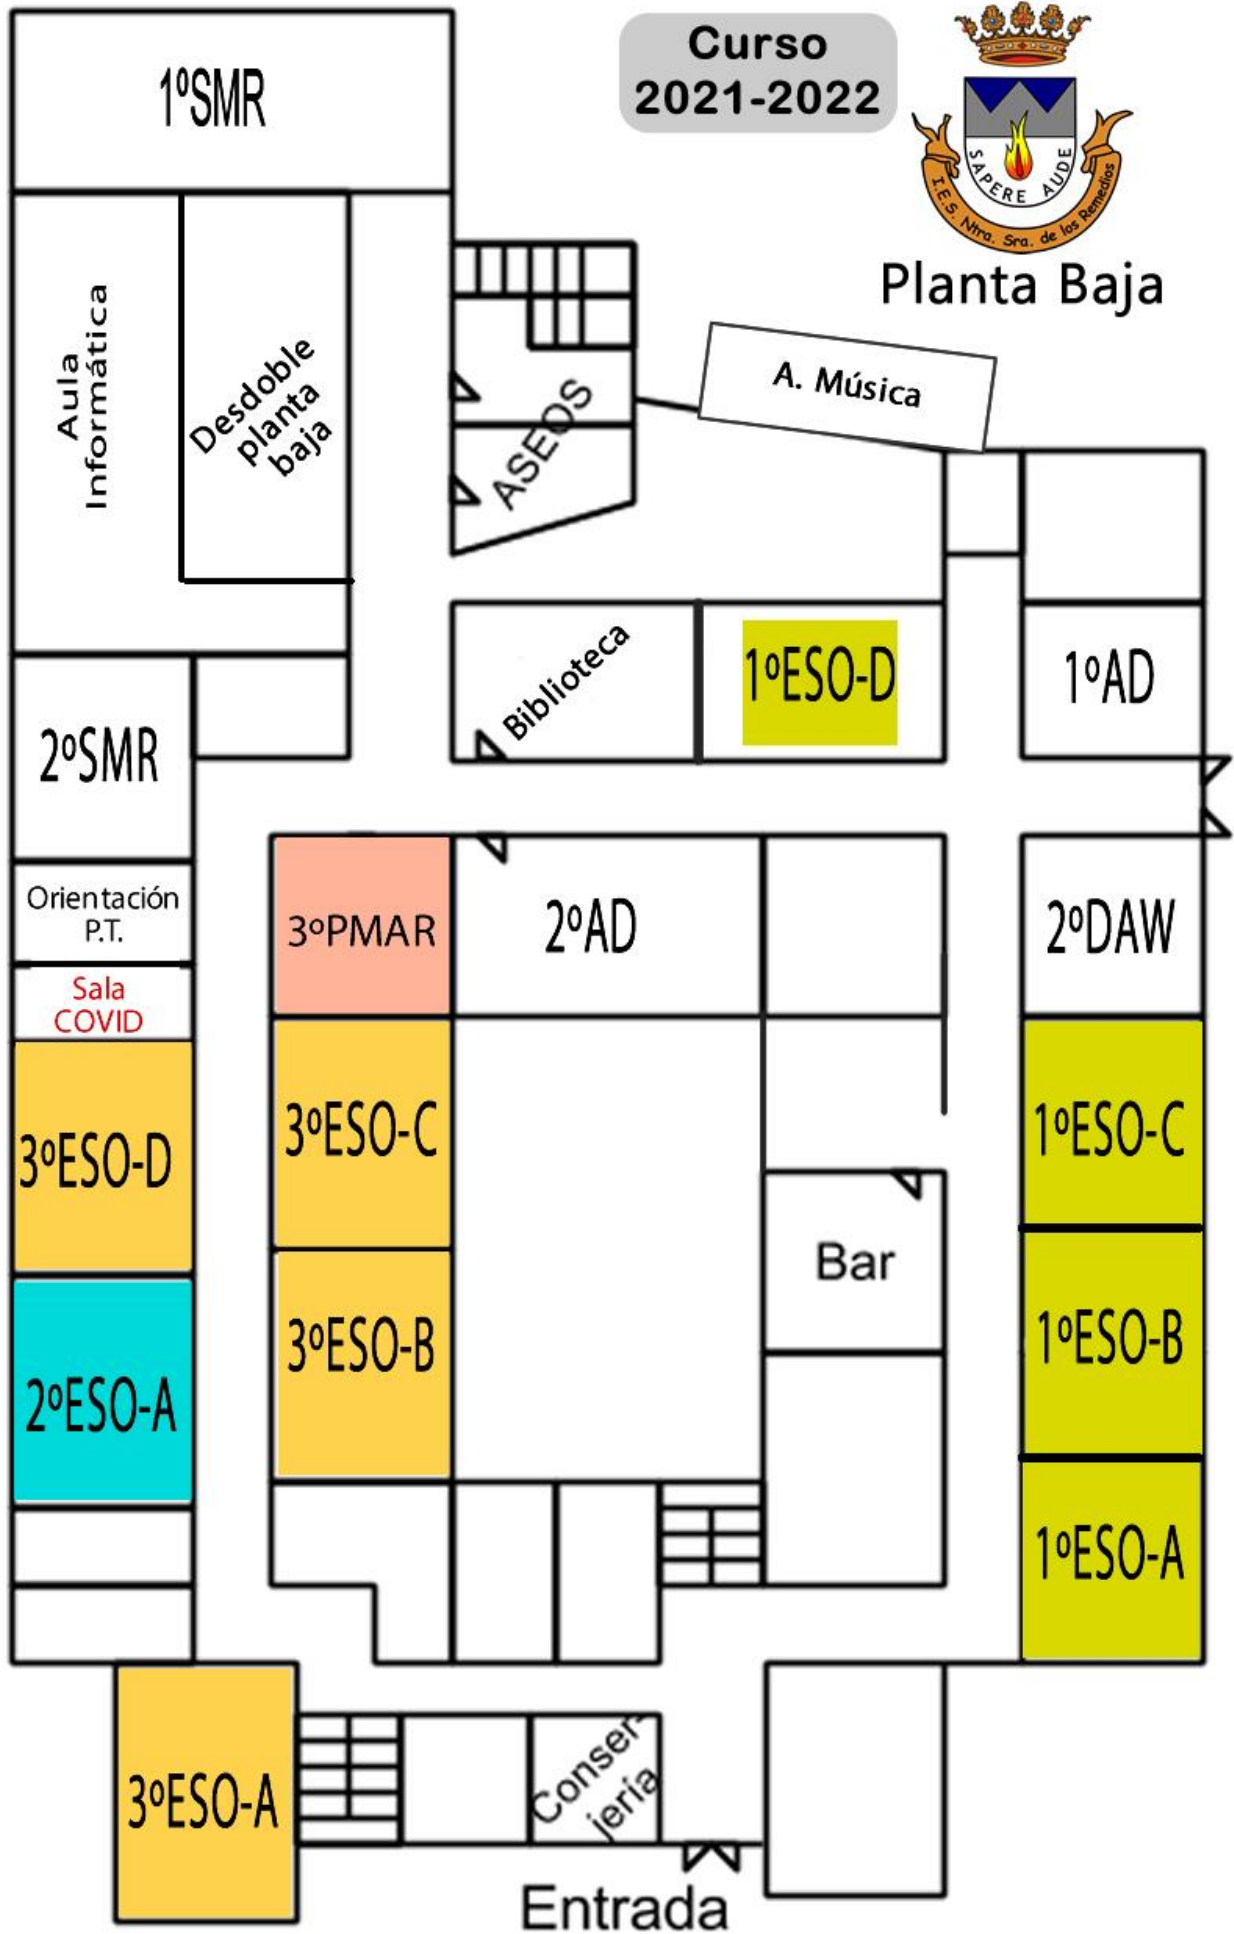 Curso
2021-2022
SAPERE AUDE
I.E.S. Ntra. Sra. de los Remedios
Planta Baja
1ºSMR
Aula
Informática
Desdoble
planta
baja
ASEOS
A. Música
Biblioteca
1ºESO-D
1ºAD
2ºSMR
Orientación
P.T.
Sala
COVID
3ºPMAR
2ºAD
2ºDAW
3ºESO-D
3ºESO-C
1ºESO-C
Bar
2ºESO-A
3ºESO-B
1ºESO-B
1ºESO-A
3ºESO-A
Conser-
jería
Entrada